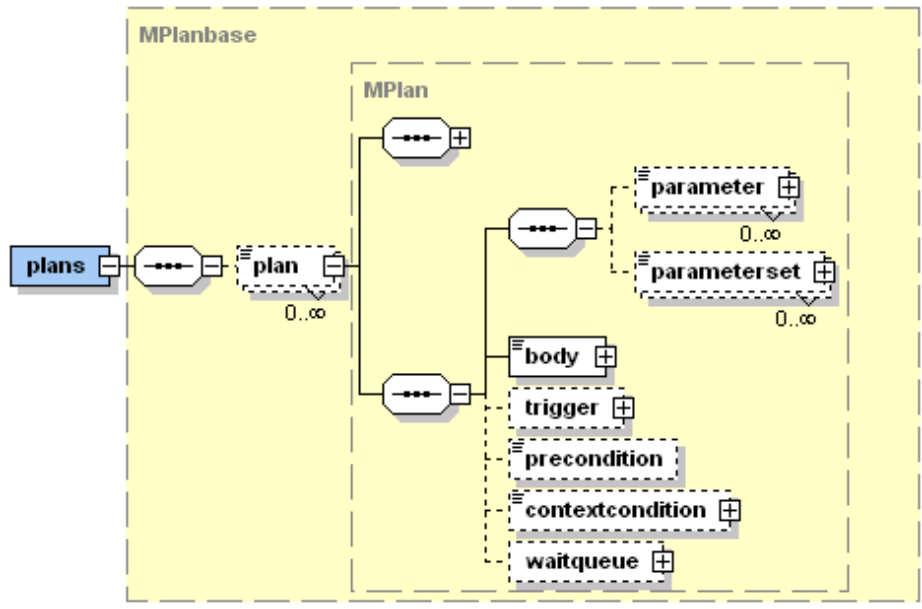 MPlanbase
MPlan
parameter
0..∞
plans
plan
0..∞
parameterset
0..∞
body
trigger
precondition
contextcondition
waitqueue